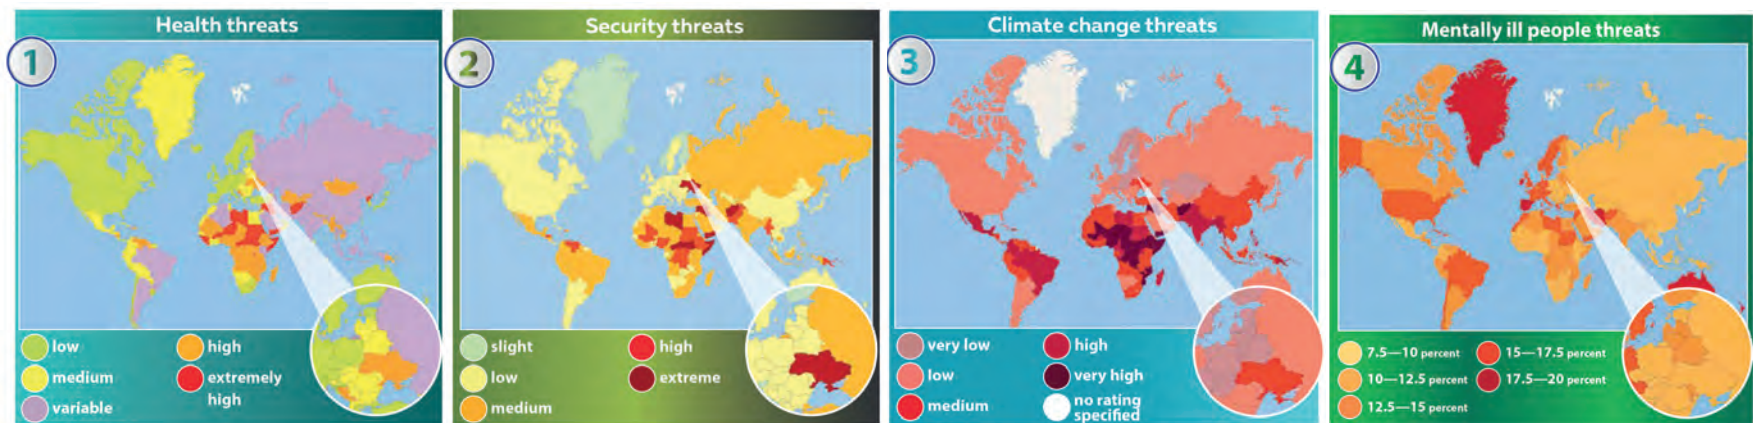 Health threats
1
low
medium
variable
high
extremely
high
Security threats
2
slight
low
medium
high
extreme
Climate change threats
3
very low
low
medium
high
very high
no rating
specified
Mentally ill people threats
4
7.5—10 percent
10—12.5 percent
12.5—15 percent
15—17.5 percent
17.5—20 percent